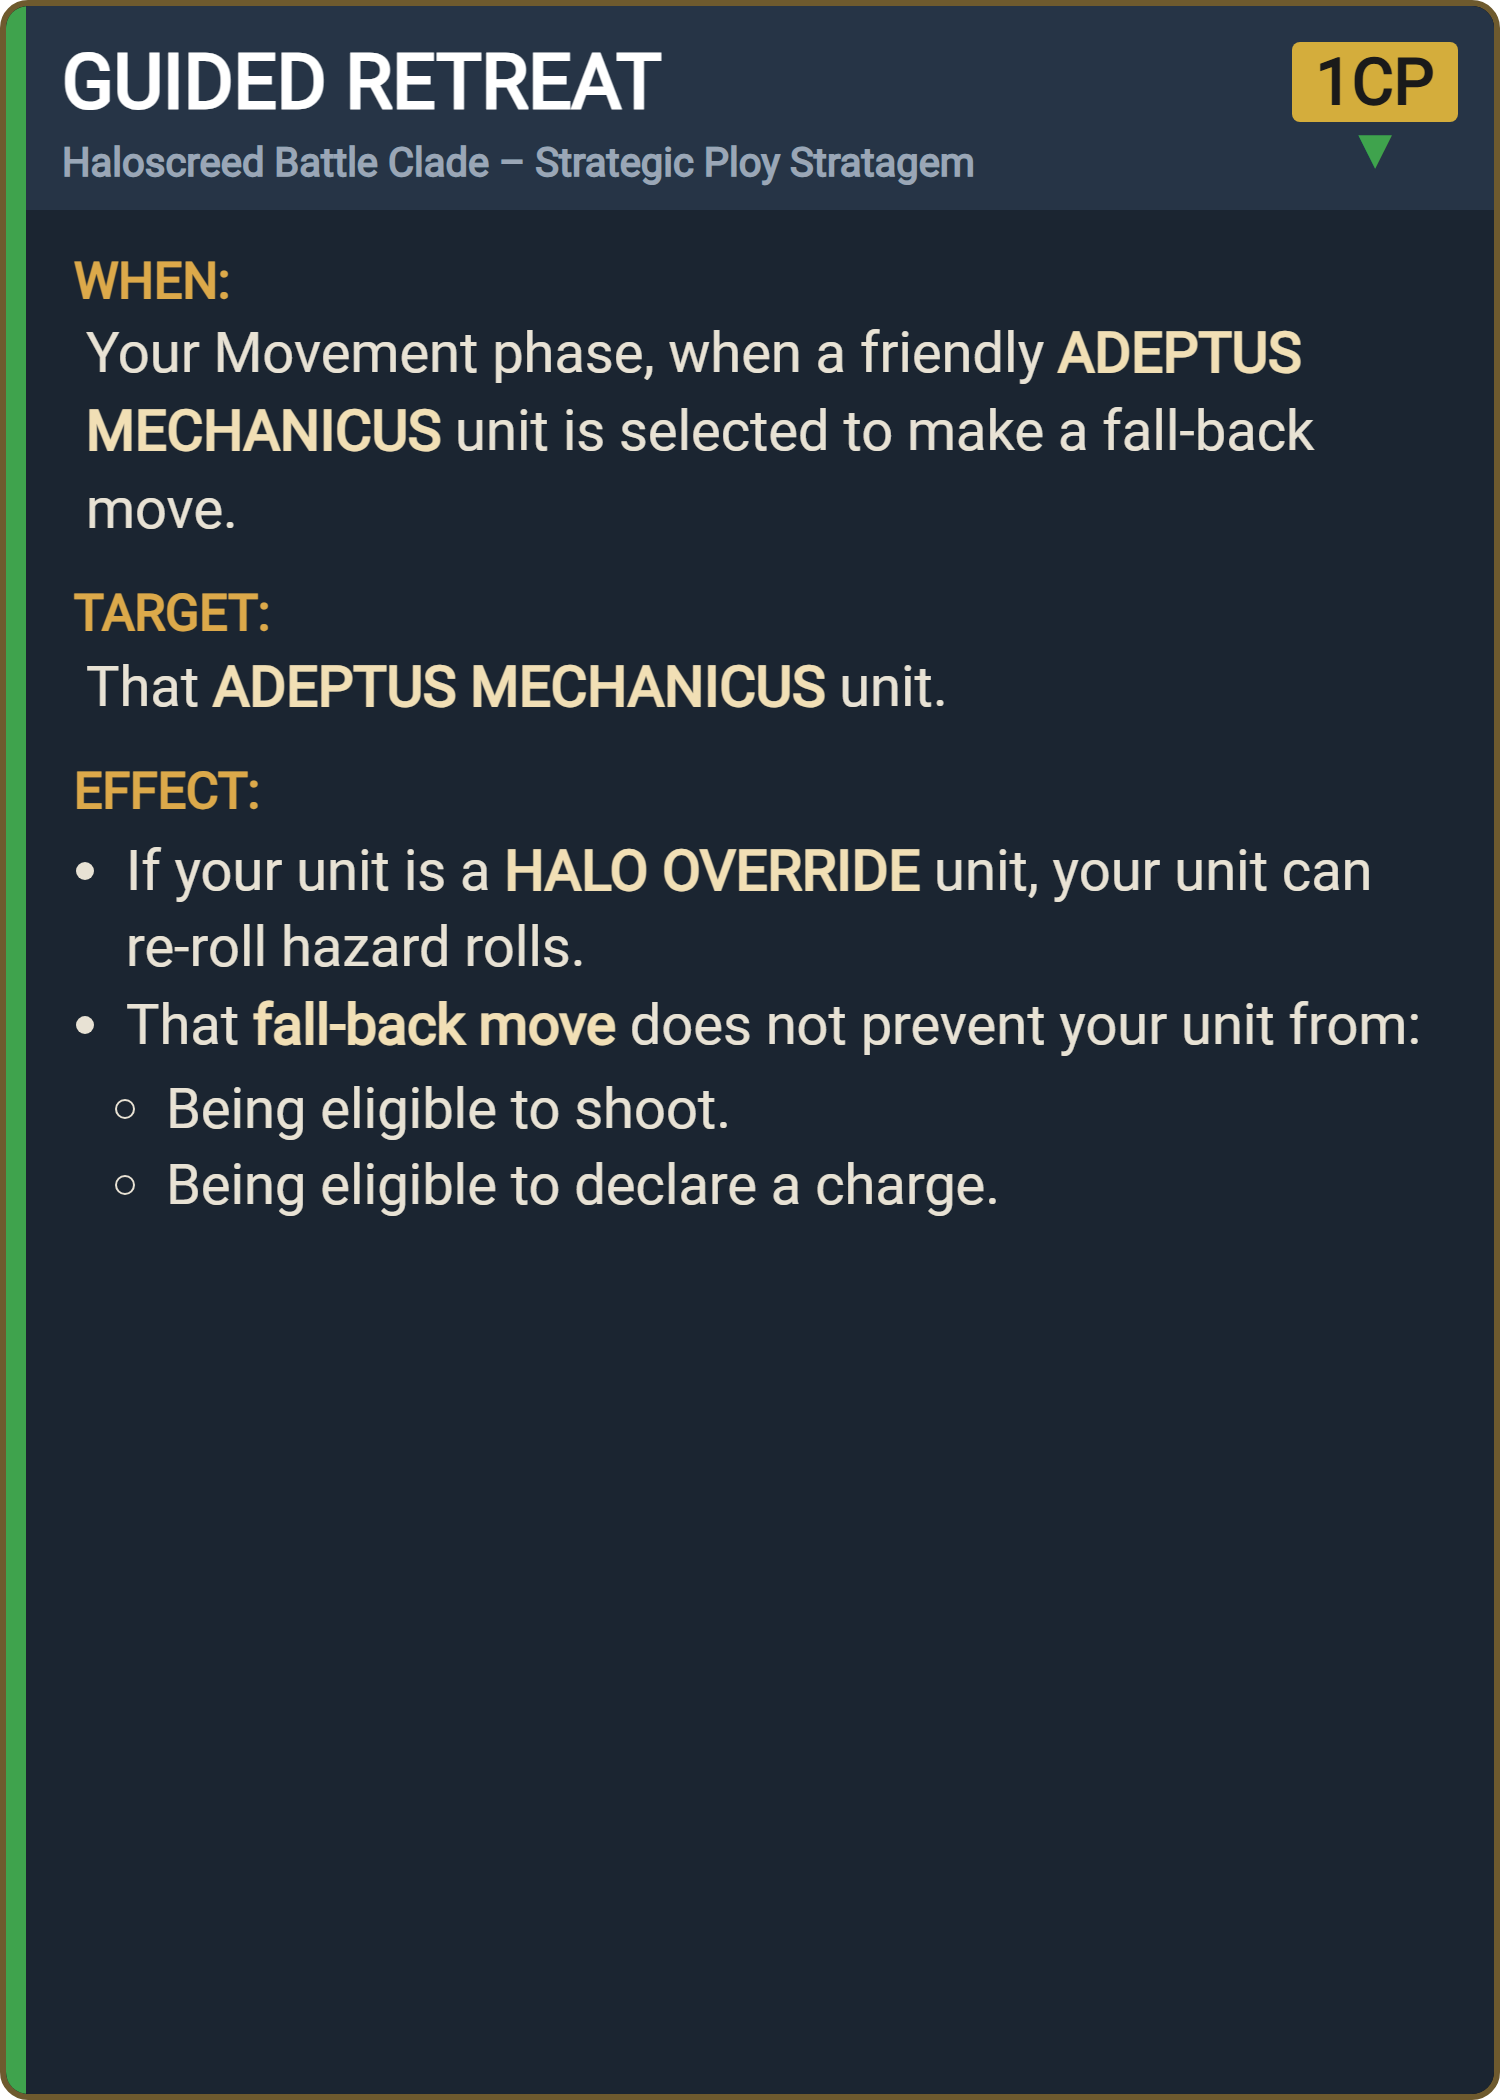 GUIDED RETREAT
1CP
Haloscreed Battle Clade – Strategic Ploy Stratagem
WHEN:
Your Movement phase, when a friendly ADEPTUS
MECHANICUS unit is selected to make a fall-back
move.
TARGET:
That ADEPTUS MECHANICUS unit.
EFFECT:
• If your unit is a HALO OVERRIDE unit, your unit can
re-roll hazard rolls.
• That fall-back move does not prevent your unit from:
○ Being eligible to shoot.
○ Being eligible to declare a charge.